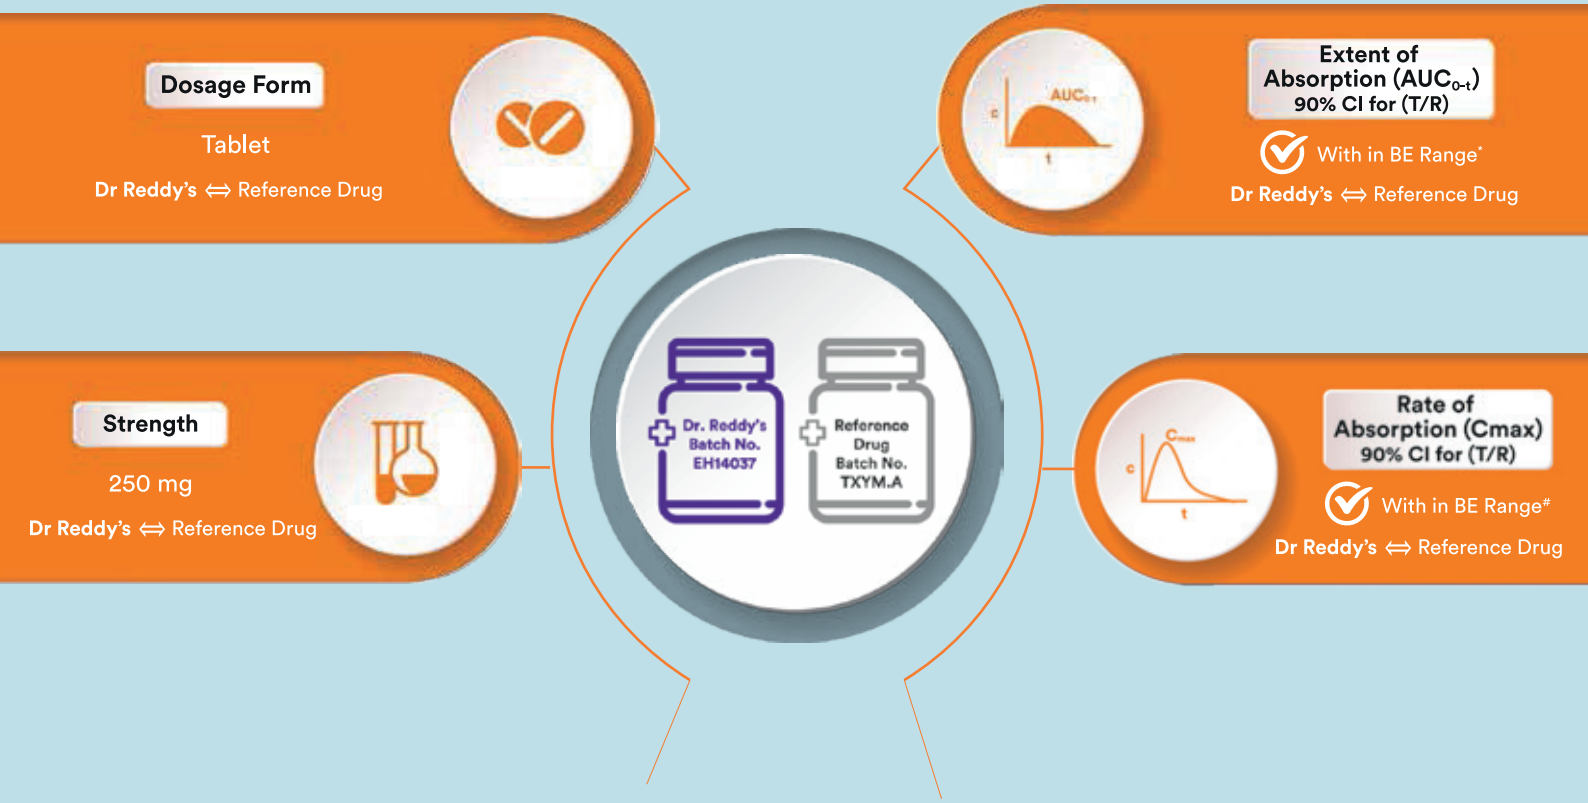 Dosage Form
Tablet
Dr Reddy's ⇔ Reference Drug
Strength
250 mg
Dr Reddy's ⇔ Reference Drug
Dr. Reddy's
Batch No.
EH14037
Reference
Drug
Batch No.
TXYM.A
AUC0-t
c
t
Extent of
Absorption (AUC0-t)
90% CI for (T/R)
With in BE Range*
Dr Reddy's ⇔ Reference Drug
Cmax
c
t
Rate of
Absorption (Cmax)
90% CI for (T/R)
With in BE Range#
Dr Reddy's ⇔ Reference Drug